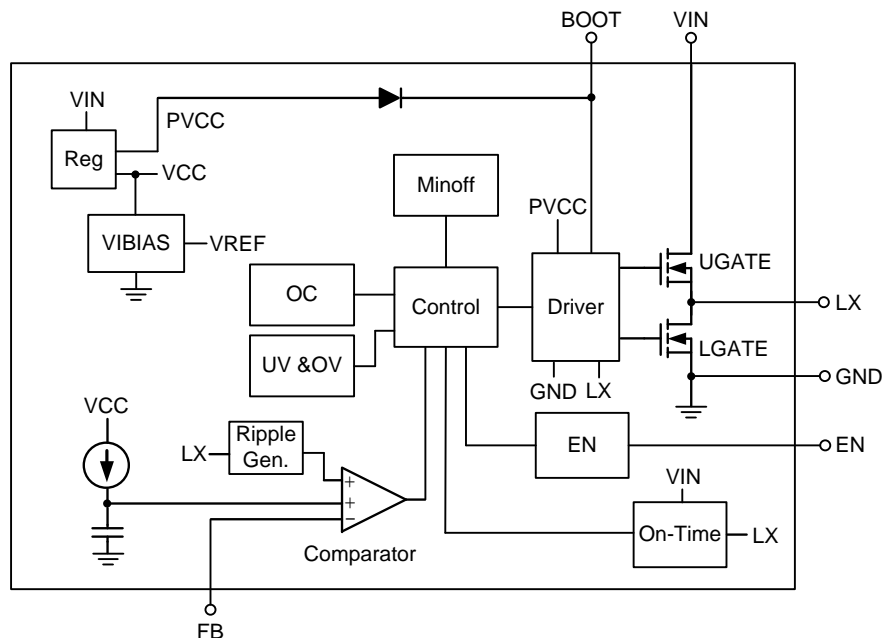 BOOT
VIN
VIN
PVCC
Reg
VCC
Minoff
PVCC
VIBIAS
VREF
UGATE
OC
Control
Driver
LX
UV &OV
LGATE
GND
LX
GND
VCC
Ripple
Gen.
LX
EN
EN
VIN
+
+
−
On-Time
LX
Comparator
FB